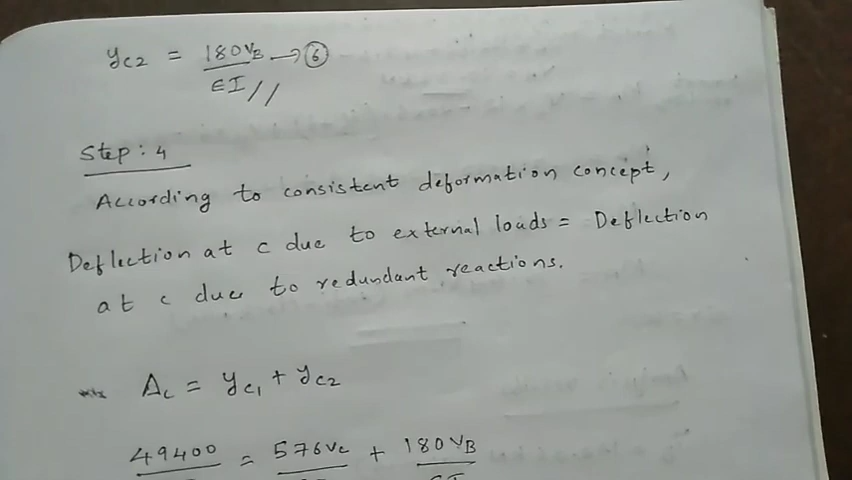 yc2 = 180VB → ⑥
EI //
Step : 4
According to consistent deformation concept,
Deflection at c due to external loads = Deflection
at c due to redundant reactions.
Δc = yc1 + yc2
49400 = 576Vc + 180VB
EI